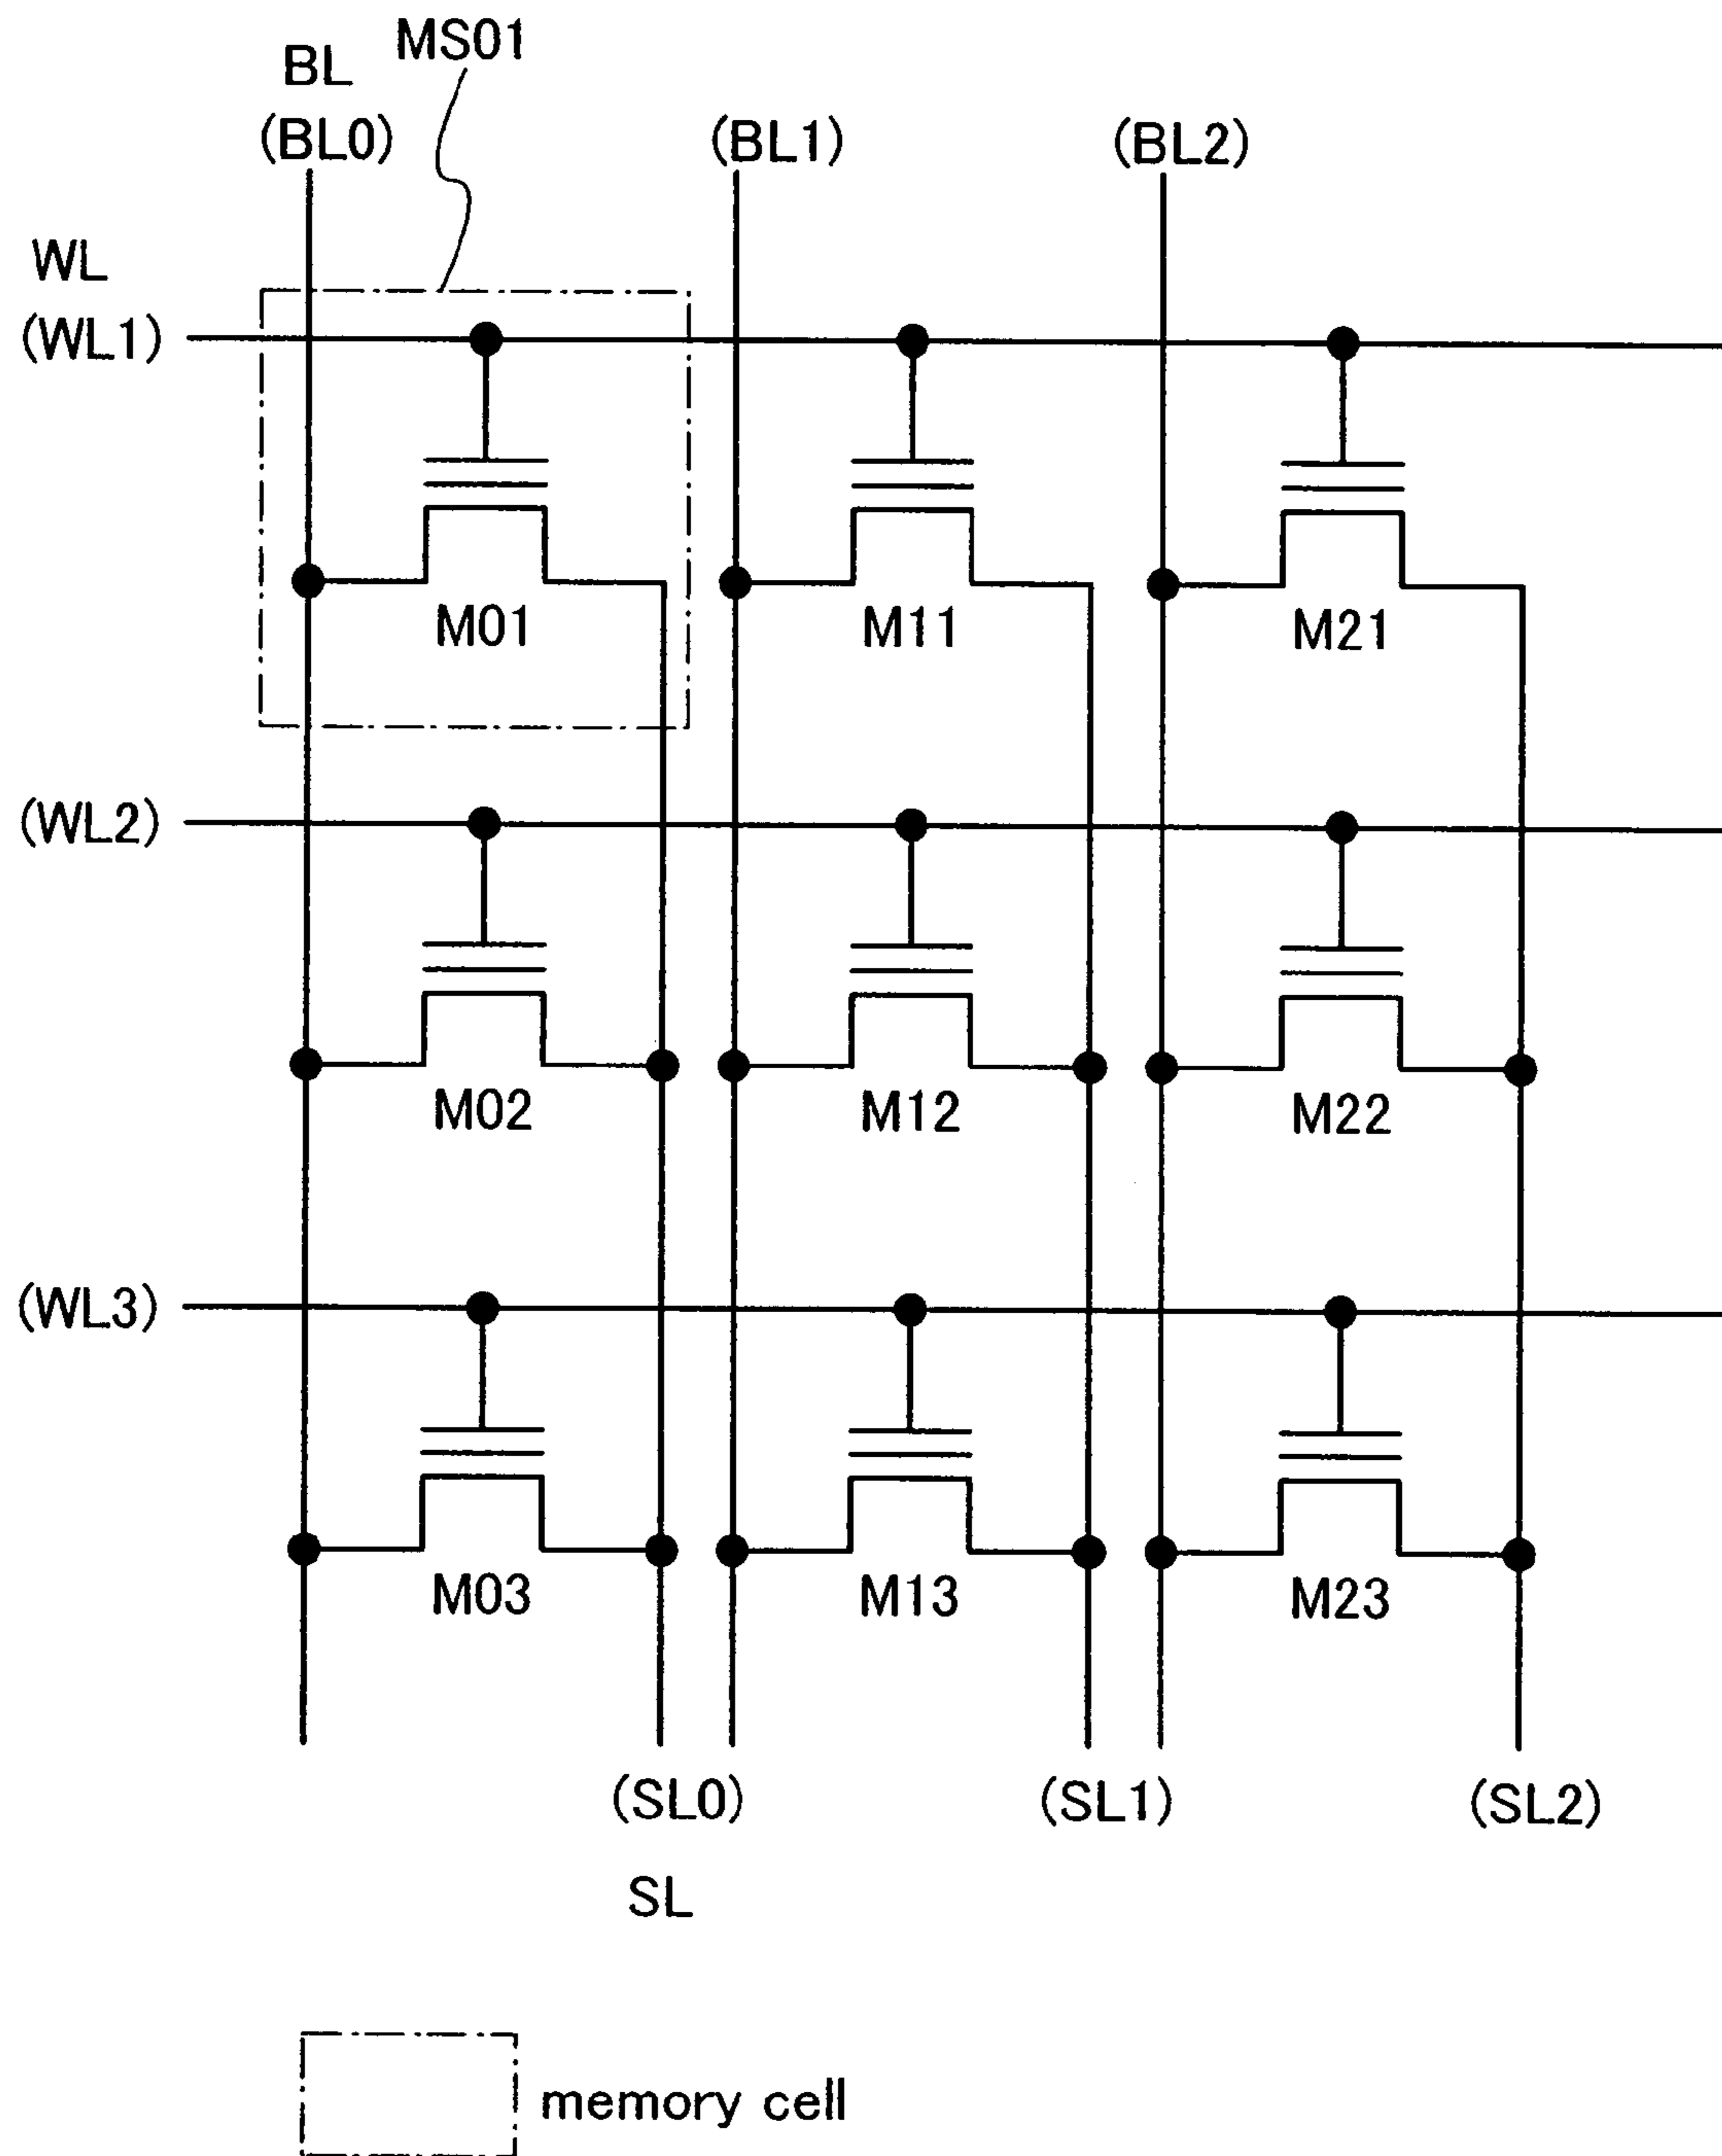 MS01
BL
(BL0)
(BL1)
(BL2)
WL
(WL1)
M01
M11
M21
(WL2)
M02
M12
M22
(WL3)
M03
M13
M23
(SL0)
(SL1)
(SL2)
SL
memory cell